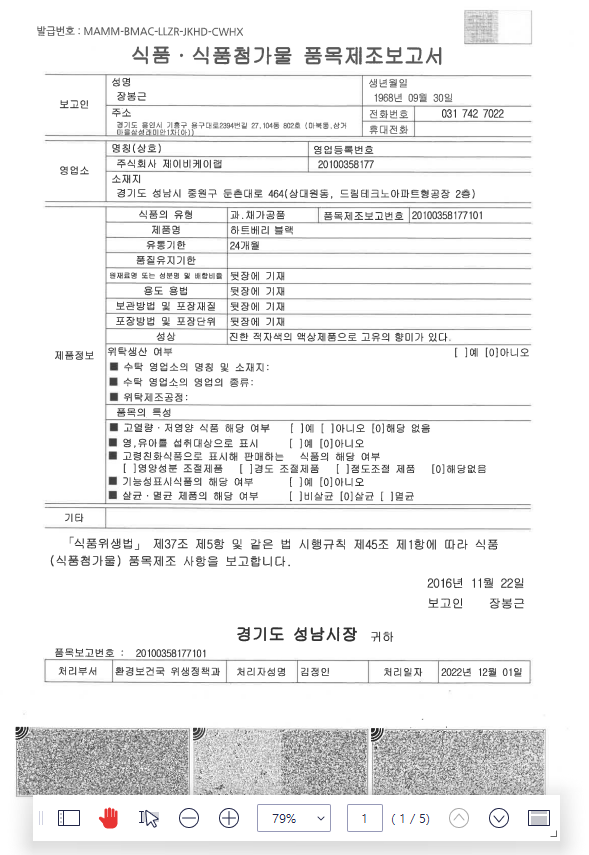 발급번호 : MAMM-BMAC-LLZR-JKHD-CWHX
식품 · 식품첨가물 품목제조보고서
보고인
성명
장봉근
생년월일
1968년 09월 30일
주소
경기도 용인시 기흥구 용구대로2394번길 27,104동 802호 (마북동,삼거
마을삼성래미안1차(아))
전화번호 031 742 7022
휴대전화
영업소
명칭(상호)
주식회사 제이비케이랩
영업등록번호
20100358177
소재지
경기도 성남시 중원구 둔촌대로 464(상대원동, 드림테크노아파트형공장 2층)
제품정보
식품의 유형 과.채가공품 품목제조보고번호 20100358177101
제품명 하트베리 블랙
유통기한 24개월
품질유지기한
원재료명 또는 성분명 및 배합비율 뒷장에 기재
용도 용법 뒷장에 기재
보관방법 및 포장재질 뒷장에 기재
포장방법 및 포장단위 뒷장에 기재
성상 진한 적자색의 액상제품으로 고유의 향미가 있다.
위탁생산 여부 [ ]예 [0]아니오
■ 수탁 영업소의 명칭 및 소재지:
■ 수탁 영업소의 영업의 종류:
■ 위탁제조공정:
품목의 특성
■ 고열량·저영양 식품 해당 여부 [ ]예 [ ]아니오 [0]해당 없음
■ 영,유아를 섭취대상으로 표시 [ ]예 [0]아니오
■ 고령친화식품으로 표시해 판매하는 식품의 해당 여부
[ ]영양성분 조절제품 [ ]경도 조절제품 [ ]점도조절 제품 [0]해당없음
■ 기능성표시식품의 해당 여부 [ ]예 [0]아니오
■ 살균·멸균 제품의 해당 여부 [ ]비살균 [0]살균 [ ]멸균
기타
「식품위생법」 제37조 제5항 및 같은 법 시행규칙 제45조 제1항에 따라 식품
(식품첨가물) 품목제조 사항을 보고합니다.
2016년 11월 22일
보고인 장봉근
경기도 성남시장 귀하
품목보고번호 : 20100358177101
처리부서 환경보건국 위생정책과 처리자성명 김정인 처리일자 2022년 12월 01일
79% 1 ( 1 / 5)